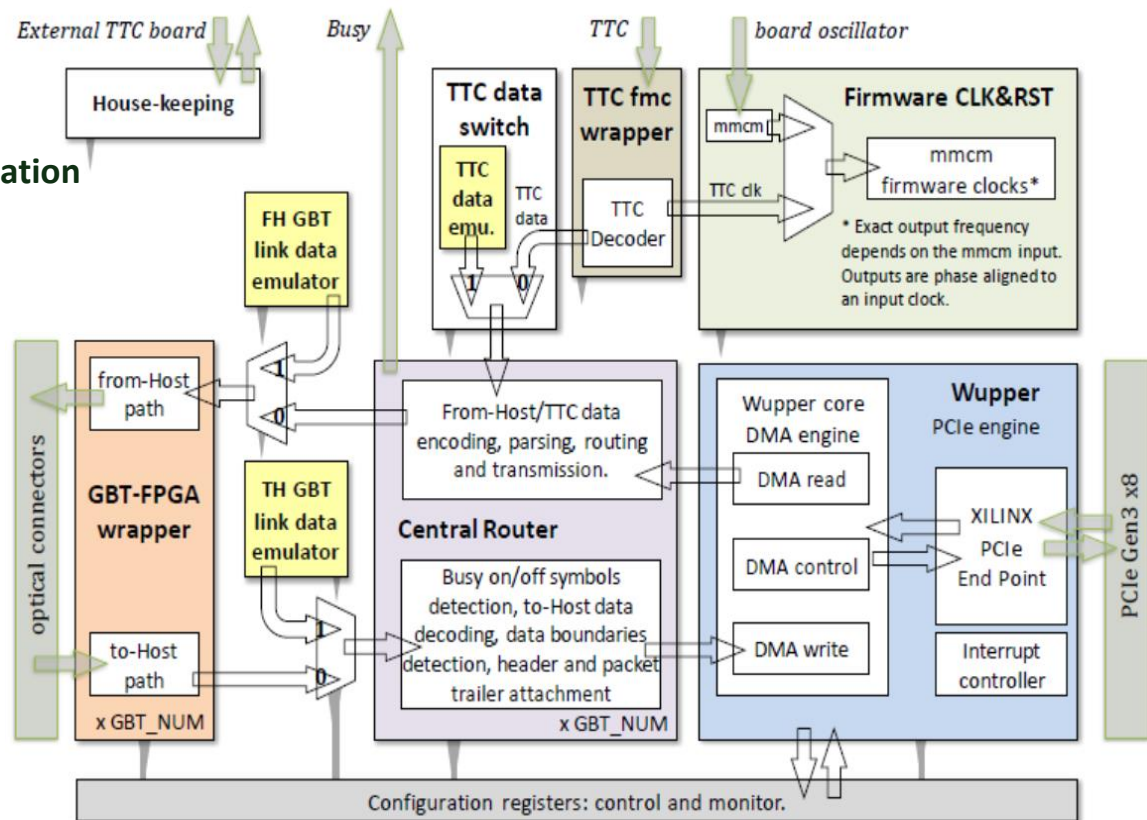 External TTC board
Busy
TTC
board oscillator
House-keeping
ation
TTC data
switch
TTC
data
emu.
TTC
data
1
0
TTC fmc
wrapper
TTC
Decoder
Firmware CLK&RST
mmcm
TTC clk
mmcm
firmware clocks*
* Exact output frequency
depends on the mmcm input.
Outputs are phase aligned to
an input clock.
FH GBT
link data
emulator
1
0
optical connectors
from-Host
path
GBT-FPGA
wrapper
to-Host
path
x GBT_NUM
TH GBT
link data
emulator
1
0
From-Host/TTC data
encoding, parsing, routing
and transmission.
Central Router
Busy on/off symbols
detection, to-Host data
decoding, data boundaries
detection, header and packet
trailer attachment
x GBT_NUM
Wupper
PCIe engine
Wupper core
DMA engine
DMA read
DMA control
DMA write
XILINX
PCIe
End Point
Interrupt
controller
PCIe Gen3 x8
Configuration registers: control and monitor.